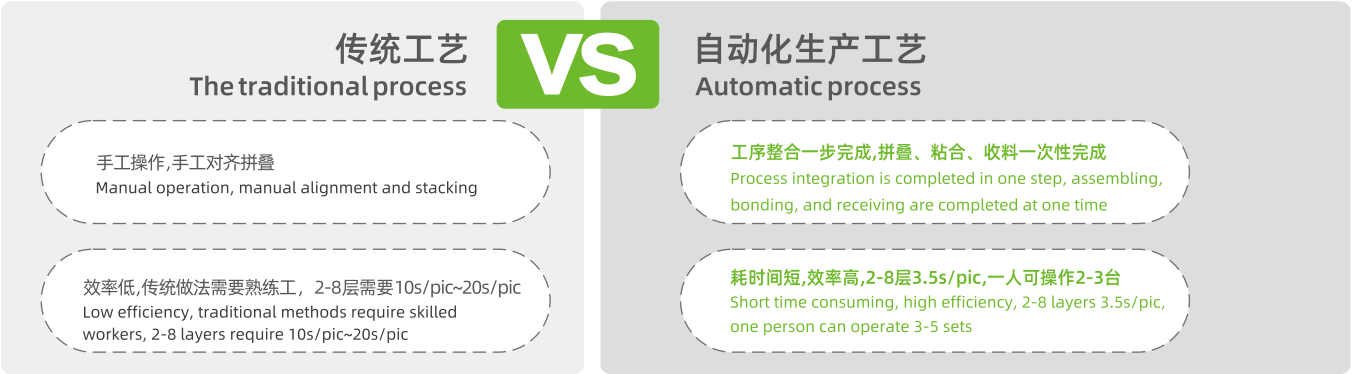 传统工艺
The traditional process
VS
自动化生产工艺
Automatic process
手工操作,手工对齐拼叠
Manual operation, manual alignment and stacking
效率低,传统做法需要熟练工，2-8层需要10s/pic~20s/pic
Low efficiency, traditional methods require skilled
workers, 2-8 layers require 10s/pic~20s/pic
工序整合一步完成,拼叠、粘合、收料一次性完成
Process integration is completed in one step, assembling,
bonding, and receiving are completed at one time
耗时间短,效率高,2-8层3.5s/pic,一人可操作2-3台
Short time consuming, high efficiency, 2-8 layers 3.5s/pic,
one person can operate 3-5 sets